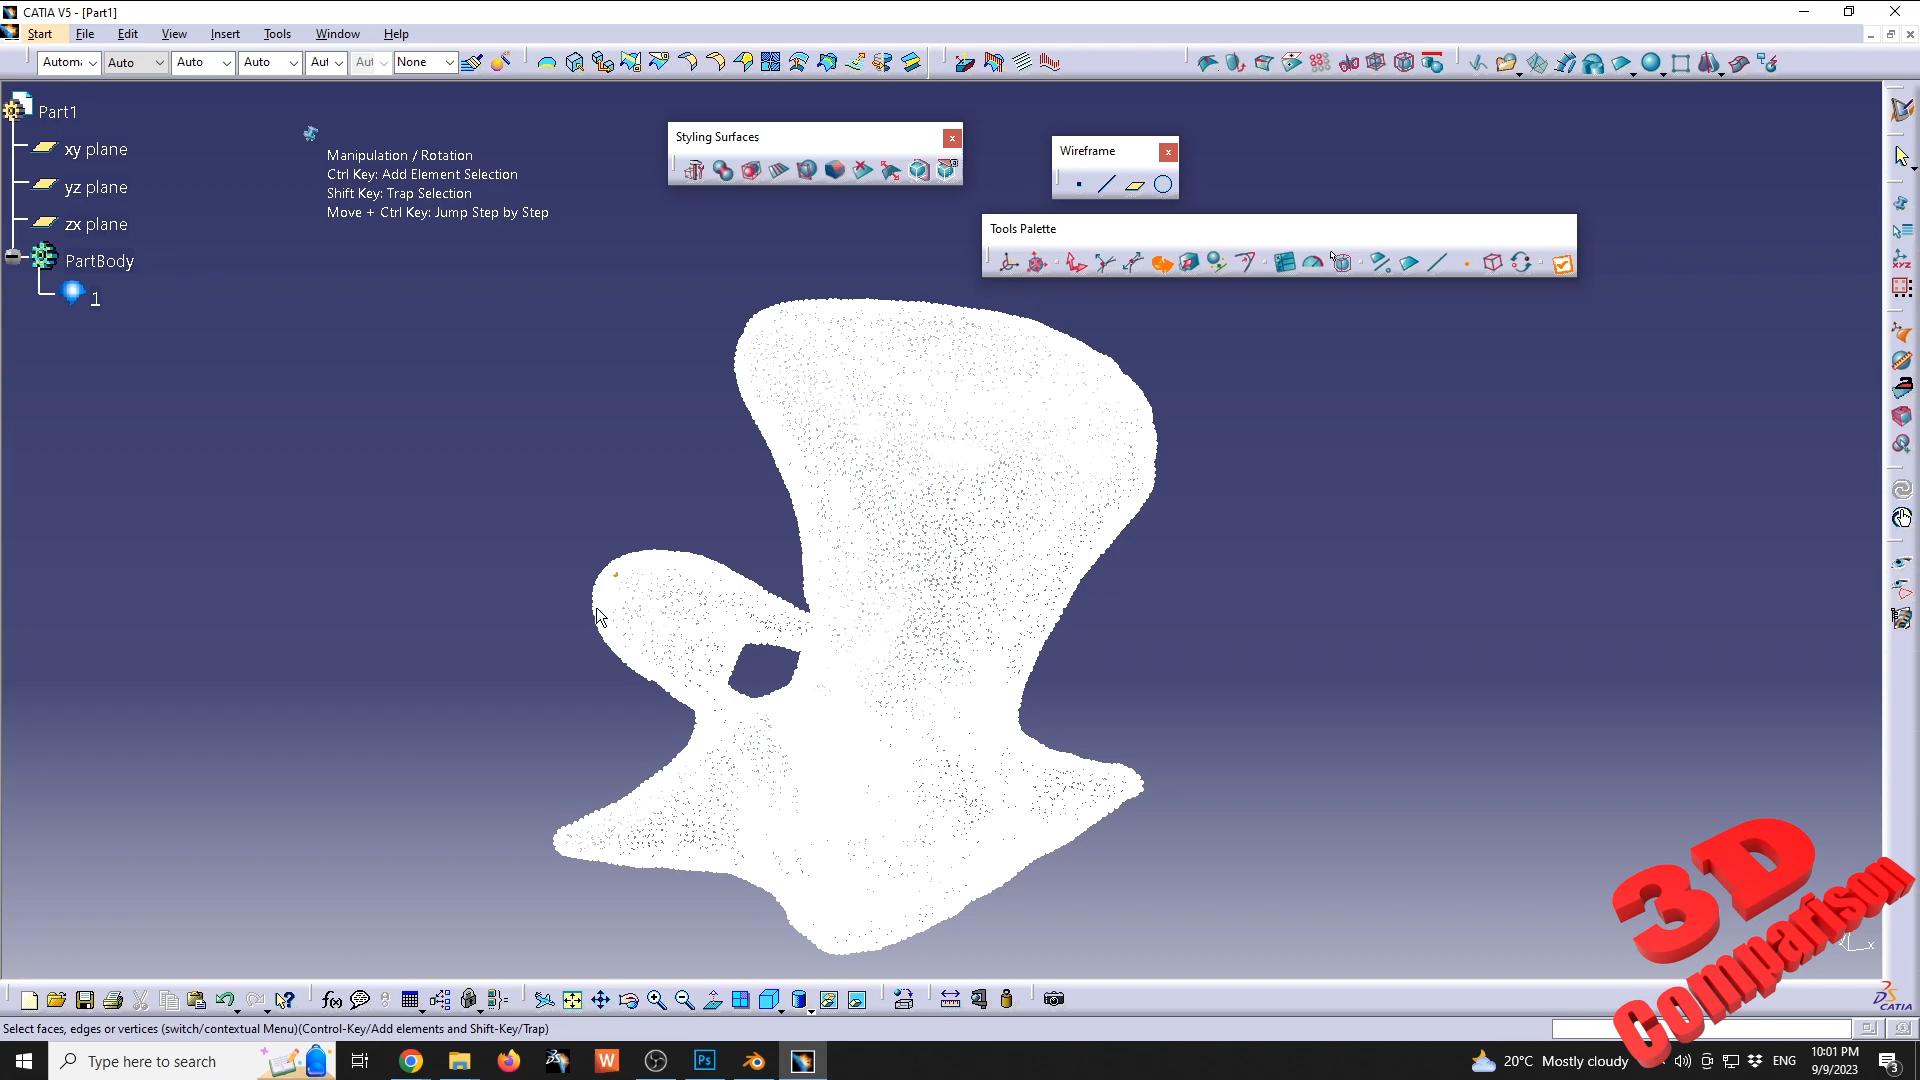 CATIA V5 - [Part1]
Start File Edit View Insert Tools Window Help
Auto Auto Auto None
Part1
xy plane
yz plane
zx plane
PartBody
1
Manipulation / Rotation
Ctrl Key: Add Element Selection
Shift Key: Trap Selection
Move + Ctrl Key: Jump Step by Step
Styling Surfaces
Wireframe
Tools Palette
3D
Comparison
x
CATIA
Select faces, edges or vertices (switch/contextual Menu)(Control-Key/Add elements and Shift-Key/Trap)
Type here to search
20°C Mostly cloudy
ENG
10:01 PM
9/9/2023
3